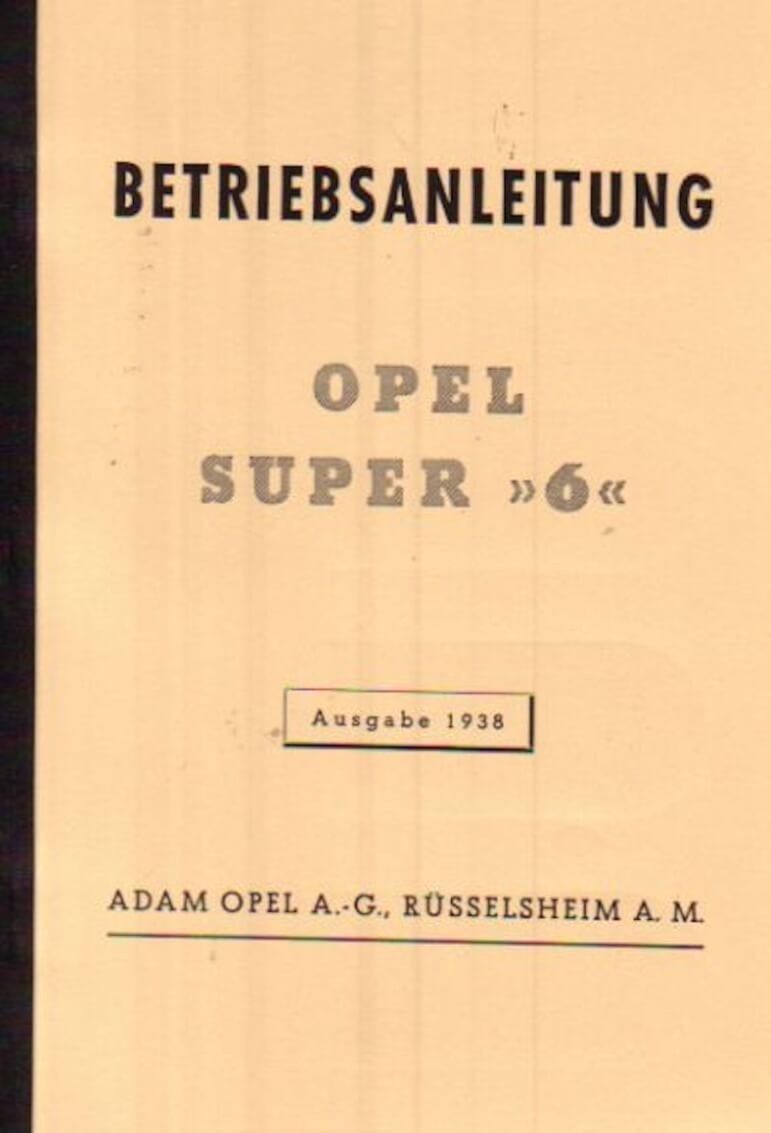 BETRIEBSANLEITUNG
OPEL
SUPER »6«
Ausgabe 1938
ADAM OPEL A.-G., RÜSSELSHEIM A. M.